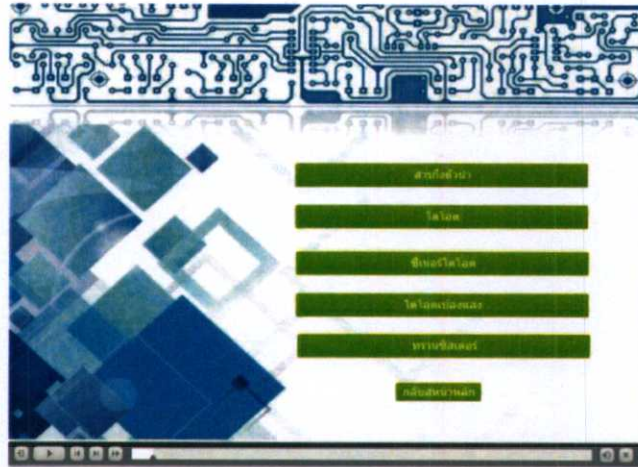 สารกึ่งตัวนำ
ไดโอด
ซีเนอร์ไดโอด
ไดโอดเปล่งแสง
ทรานซิสเตอร์
กลับสู่หน้าหลัก